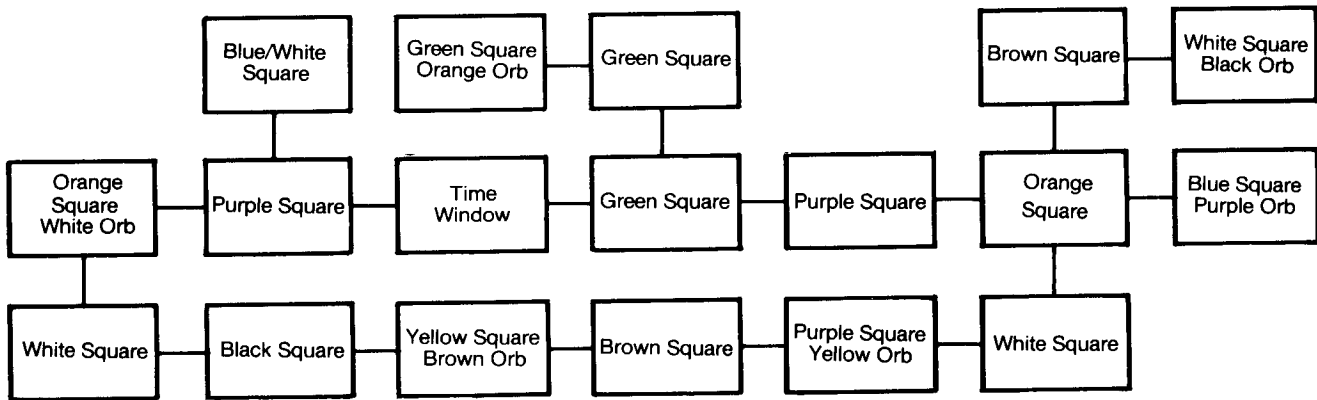 Blue/White
Square
Green Square
Orange Orb
Green Square
Brown Square
White Square
Black Orb
Orange
Square
White Orb
Purple Square
Time
Window
Green Square
Purple Square
Orange
Square
Blue Square
Purple Orb
White Square
Black Square
Yellow Square
Brown Orb
Brown Square
Purple Square
Yellow Orb
White Square